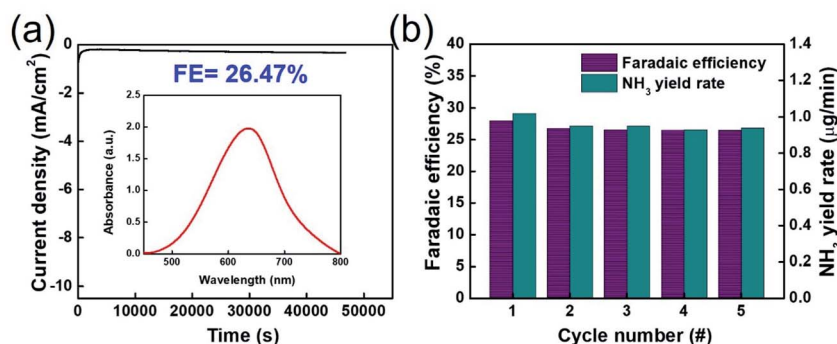 (a)
FE= 26.47%
Current density (mA/cm²)
0
-2
-4
-6
-8
-10
0 10000 20000 30000 40000 50000
Time (s)
Absorbance (a.u.)
2.5
2.0
1.5
1.0
0.5
0.0
500 600 700 800
Wavelength (nm)
(b)
Faradaic efficiency
NH₃ yield rate
Faradaic efficiency (%)
40
35
30
25
20
15
10
5
0
1 2 3 4 5
Cycle number (#)
1.4
1.2
1.0
0.8
0.6
0.4
0.2
0.0
NH₃ yield rate (μg/min)